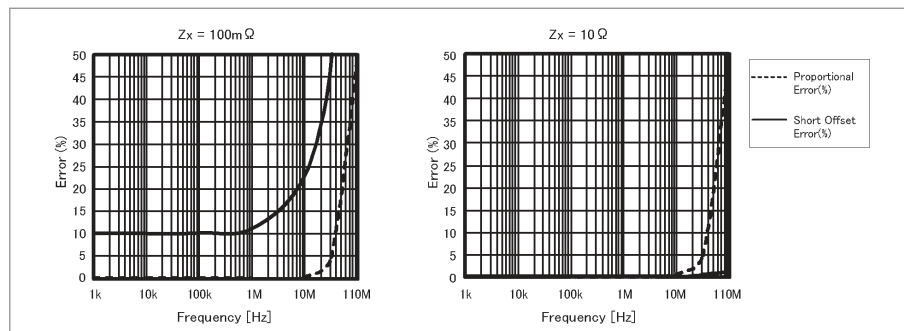 Zx = 100mΩ
50
45
40
35
30
25
20
15
10
5
0
Error (%)
1k 10k 100k 1M 10M 110M
Frequency [Hz]
Zx = 10Ω
50
45
40
35
30
25
20
15
10
5
0
Error (%)
1k 10k 100k 1M 10M 110M
Frequency [Hz]
Proportional
Error(%)
Short Offset
Error(%)